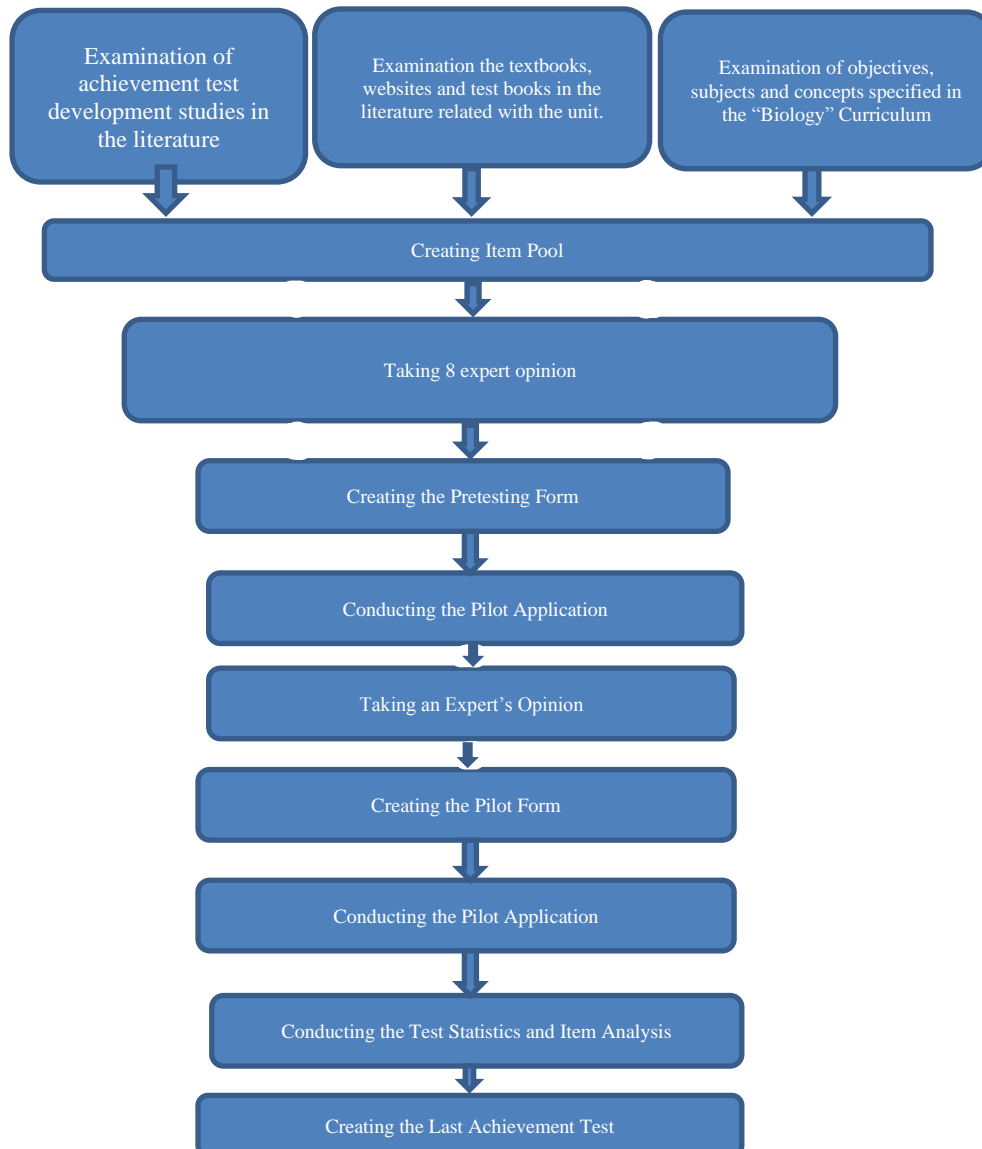 Examination of
achievement test
development studies in
the literature
Examination the textbooks,
websites and test books in the
literature related with the unit.
Examination of objectives,
subjects and concepts specified in
the “Biology” Curriculum
Creating Item Pool
Taking 8 expert opinion
Creating the Pretesting Form
Conducting the Pilot Application
Taking an Expert’s Opinion
Creating the Pilot Form
Conducting the Pilot Application
Conducting the Test Statistics and Item Analysis
Creating the Last Achievement Test